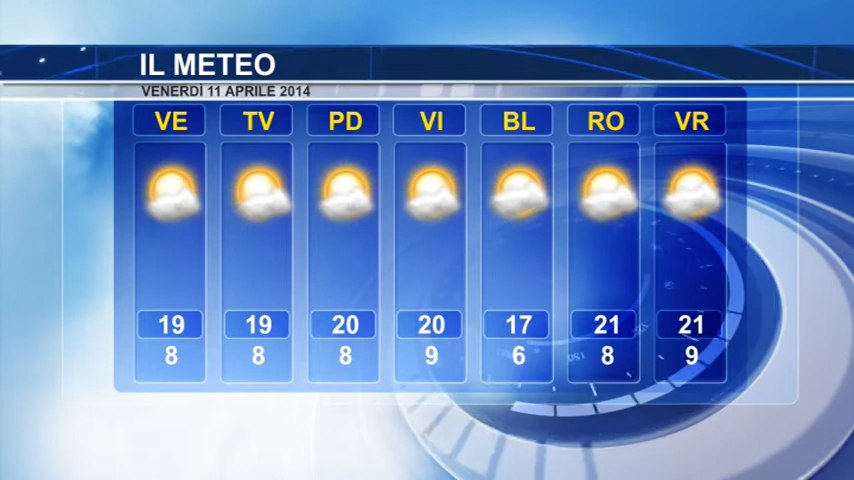 IL METEO
VENERDÌ 11 APRILE 2014
VE TV PD VI BL RO VR
19 19 20 20 17 21 21
8 8 8 9 6 8 9